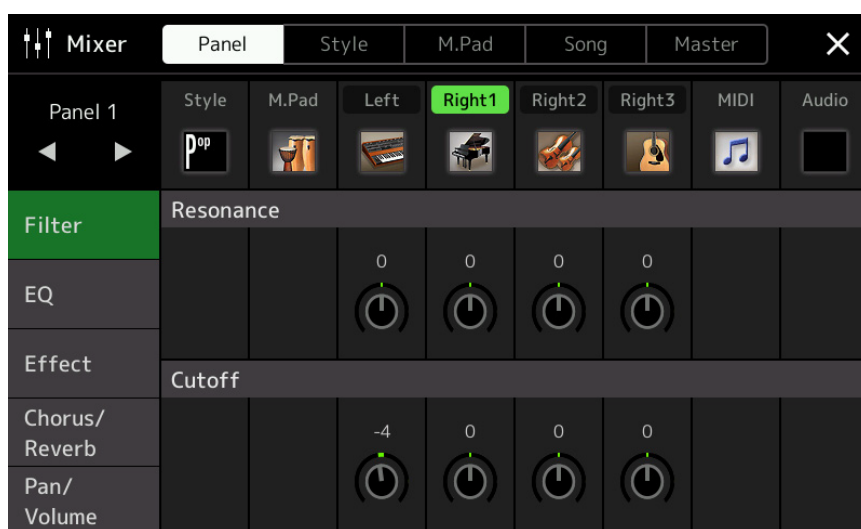 Mixer
Panel Style M.Pad Song Master
Panel 1
Style M.Pad Left Right1 Right2 Right3 MIDI Audio
Pop
Filter
Resonance
0 0 0 0
EQ
Effect
Cutoff
Chorus/
Reverb
-4 0 0 0
Pan/
Volume